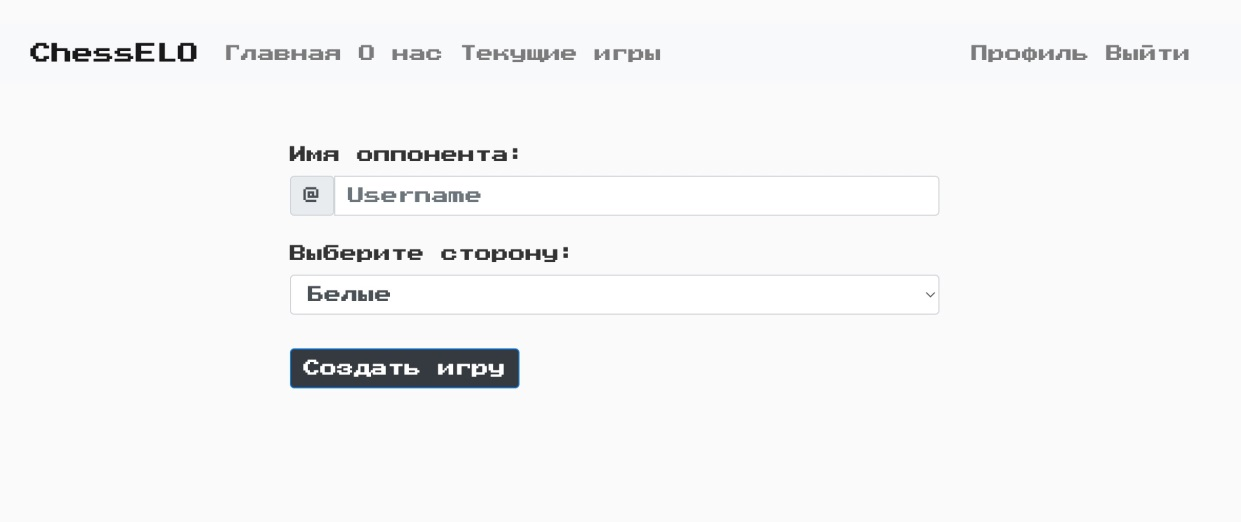 ChessELO Главная О нас Текущие игры Профиль Выйти
Имя оппонента:
@ Username
Выберите сторону:
Белые
Создать игру